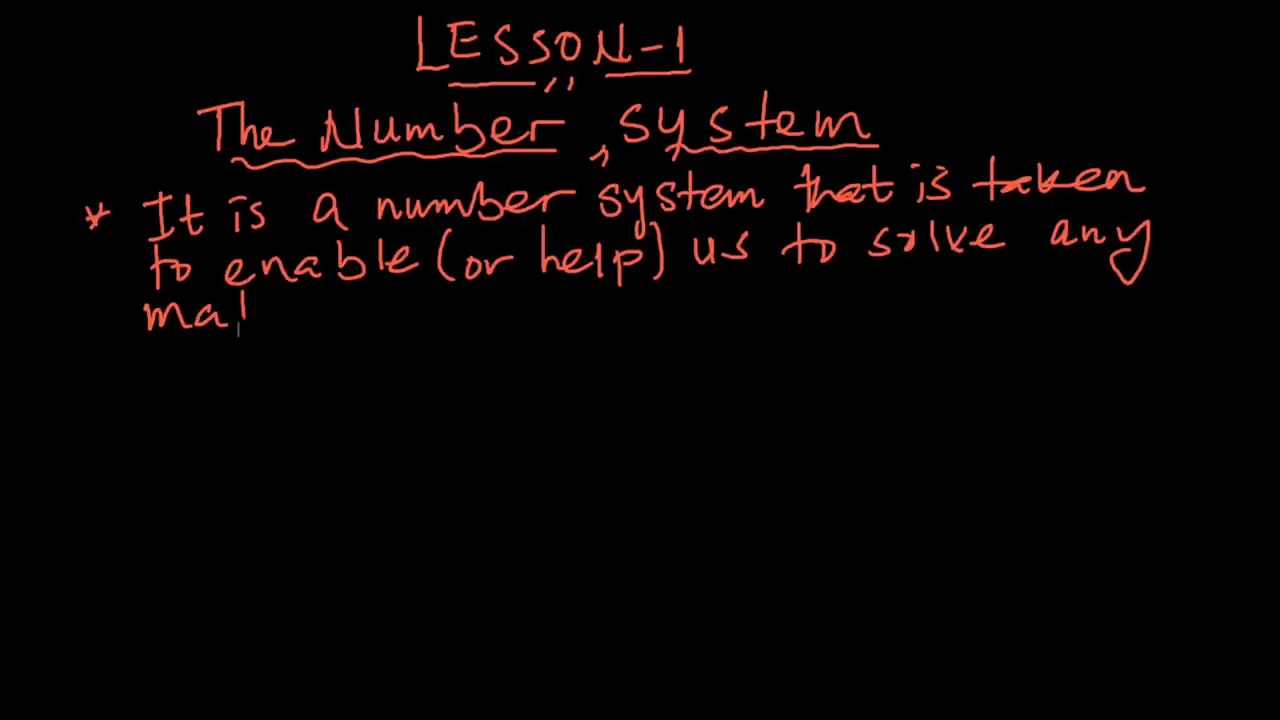 LESSON-1
The Number system
* It is a number system that is taken
to enable (or help) us to solve any